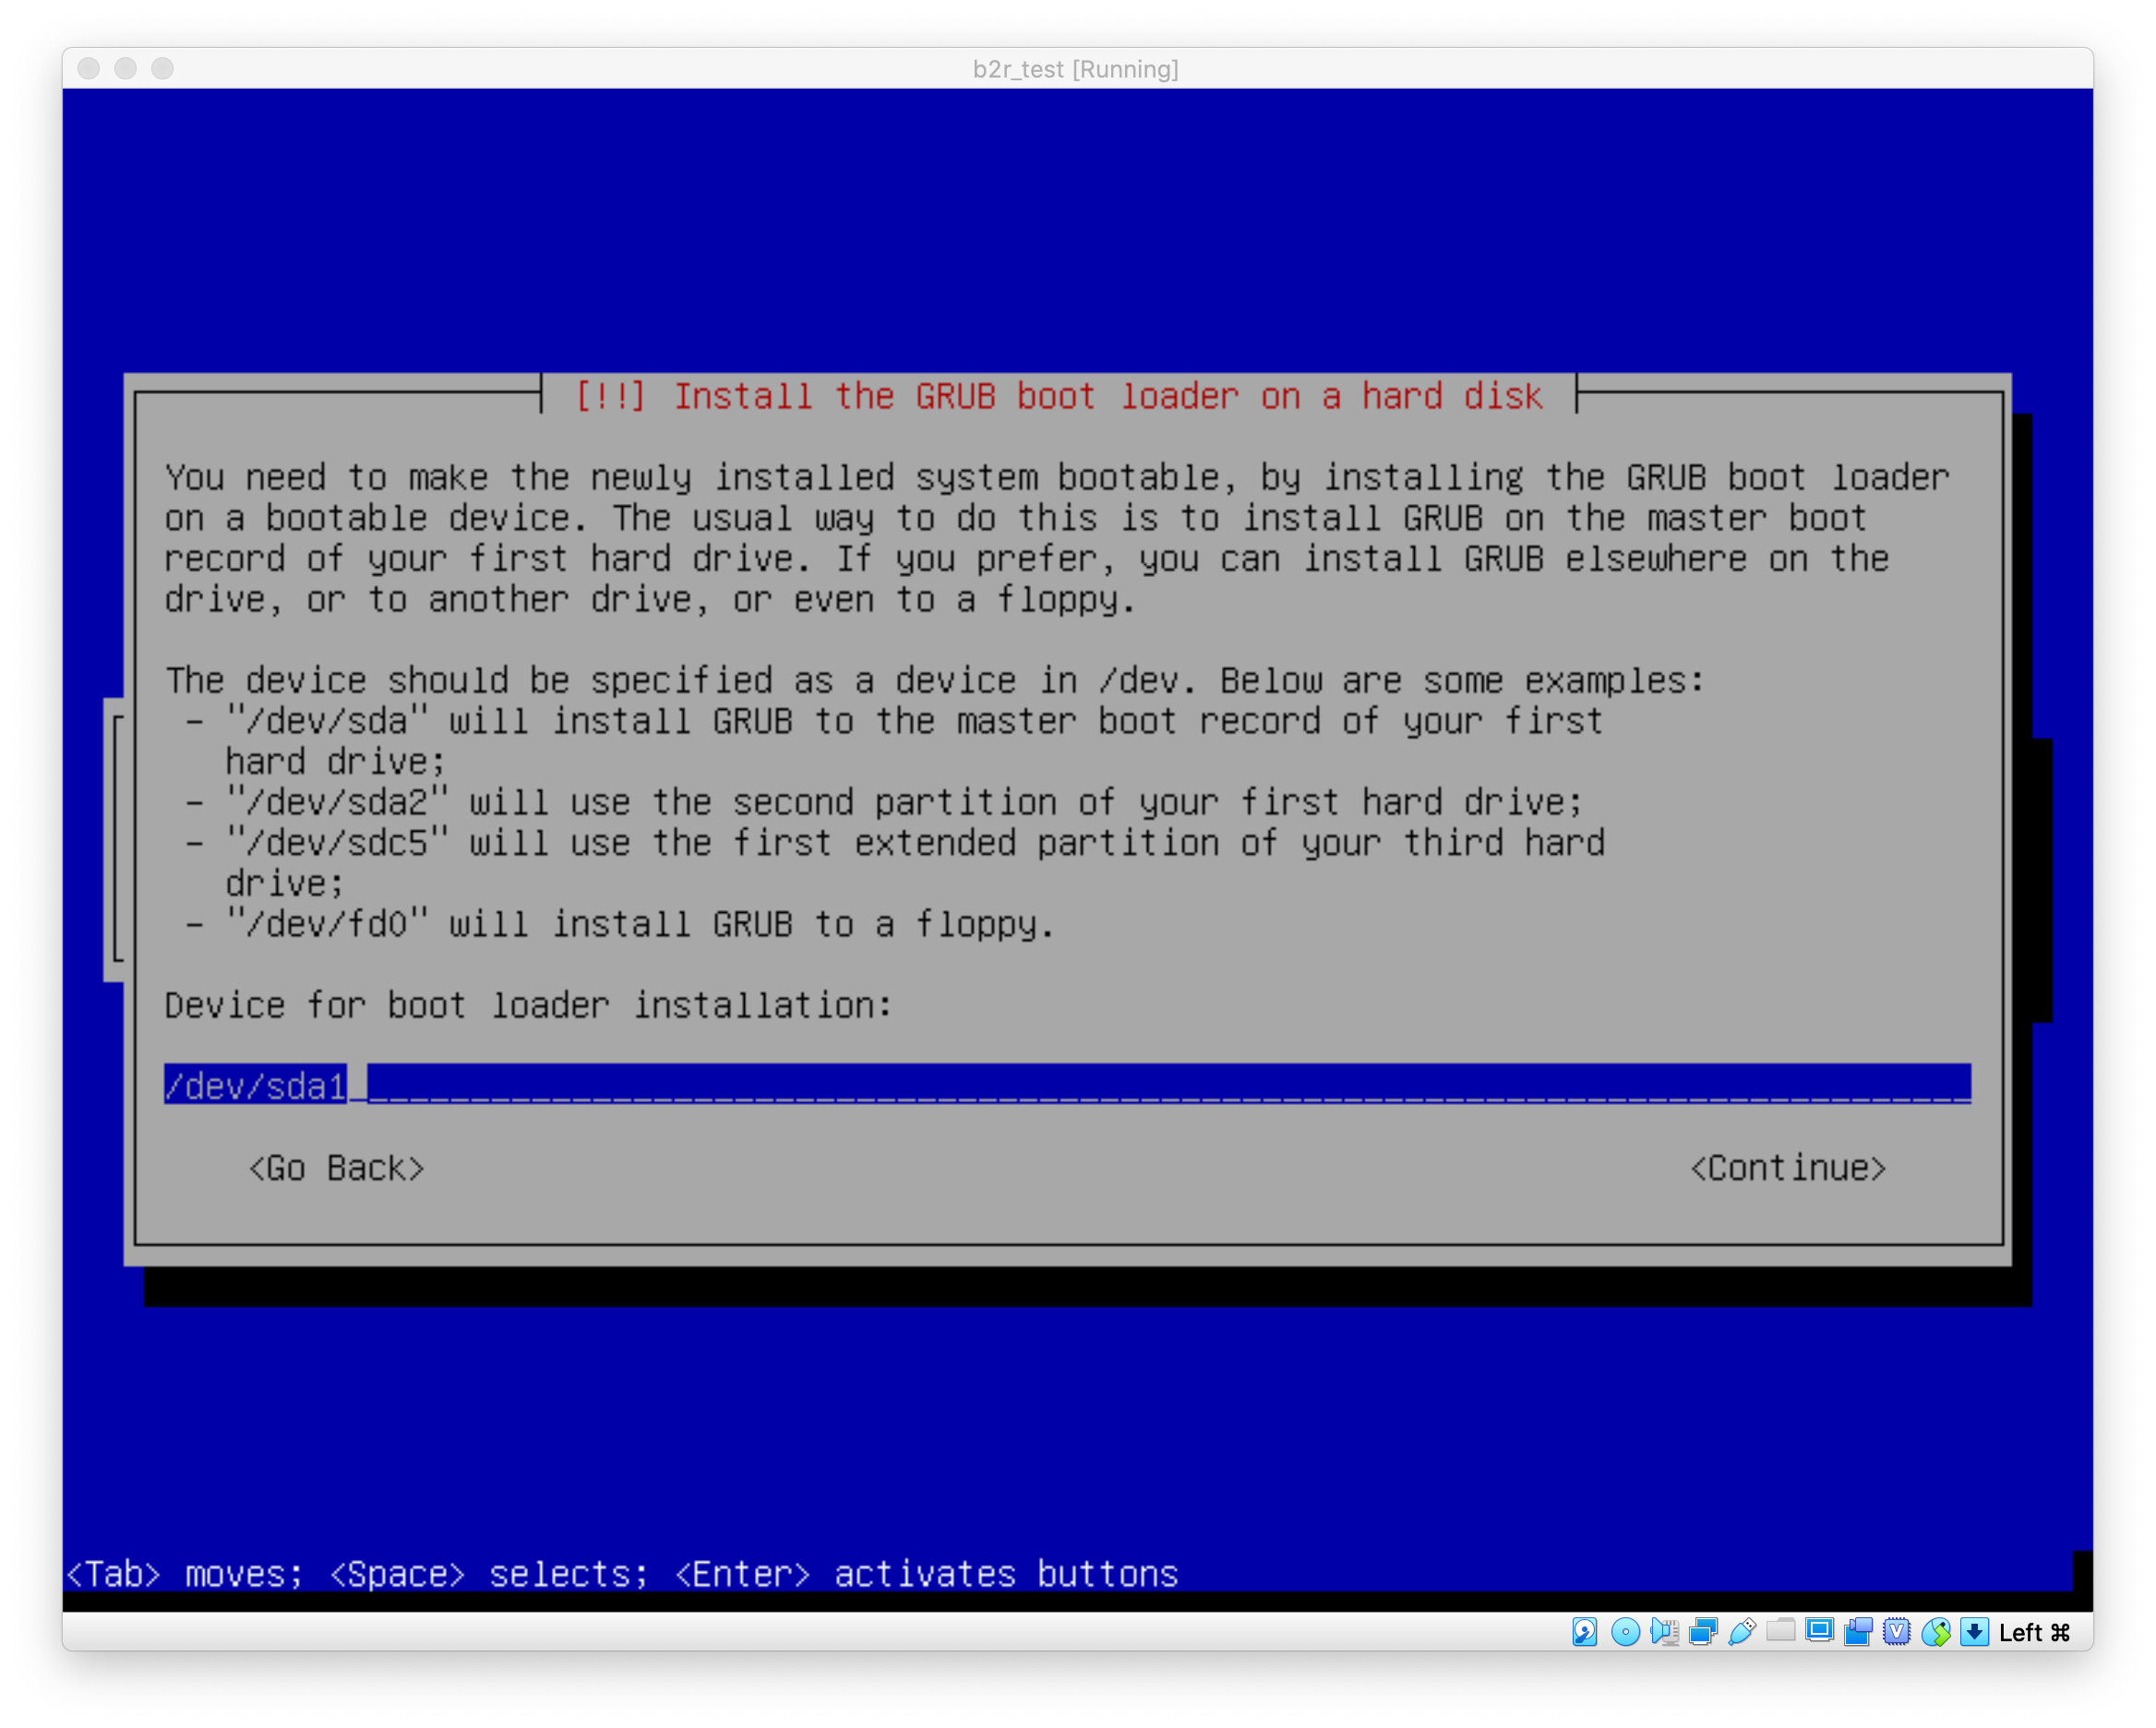 b2r_test [Running]
[!!] Install the GRUB boot loader on a hard disk
You need to make the newly installed system bootable, by installing the GRUB boot loader
on a bootable device. The usual way to do this is to install GRUB on the master boot
record of your first hard drive. If you prefer, you can install GRUB elsewhere on the
drive, or to another drive, or even to a floppy.
The device should be specified as a device in /dev. Below are some examples:
- "/dev/sda" will install GRUB to the master boot record of your first
hard drive;
- "/dev/sda2" will use the second partition of your first hard drive;
- "/dev/sdc5" will use the first extended partition of your third hard
drive;
- "/dev/fd0" will install GRUB to a floppy.
Device for boot loader installation:
/dev/sda1
<Go Back> <Continue>
<Tab> moves; <Space> selects; <Enter> activates buttons
Left ⌘